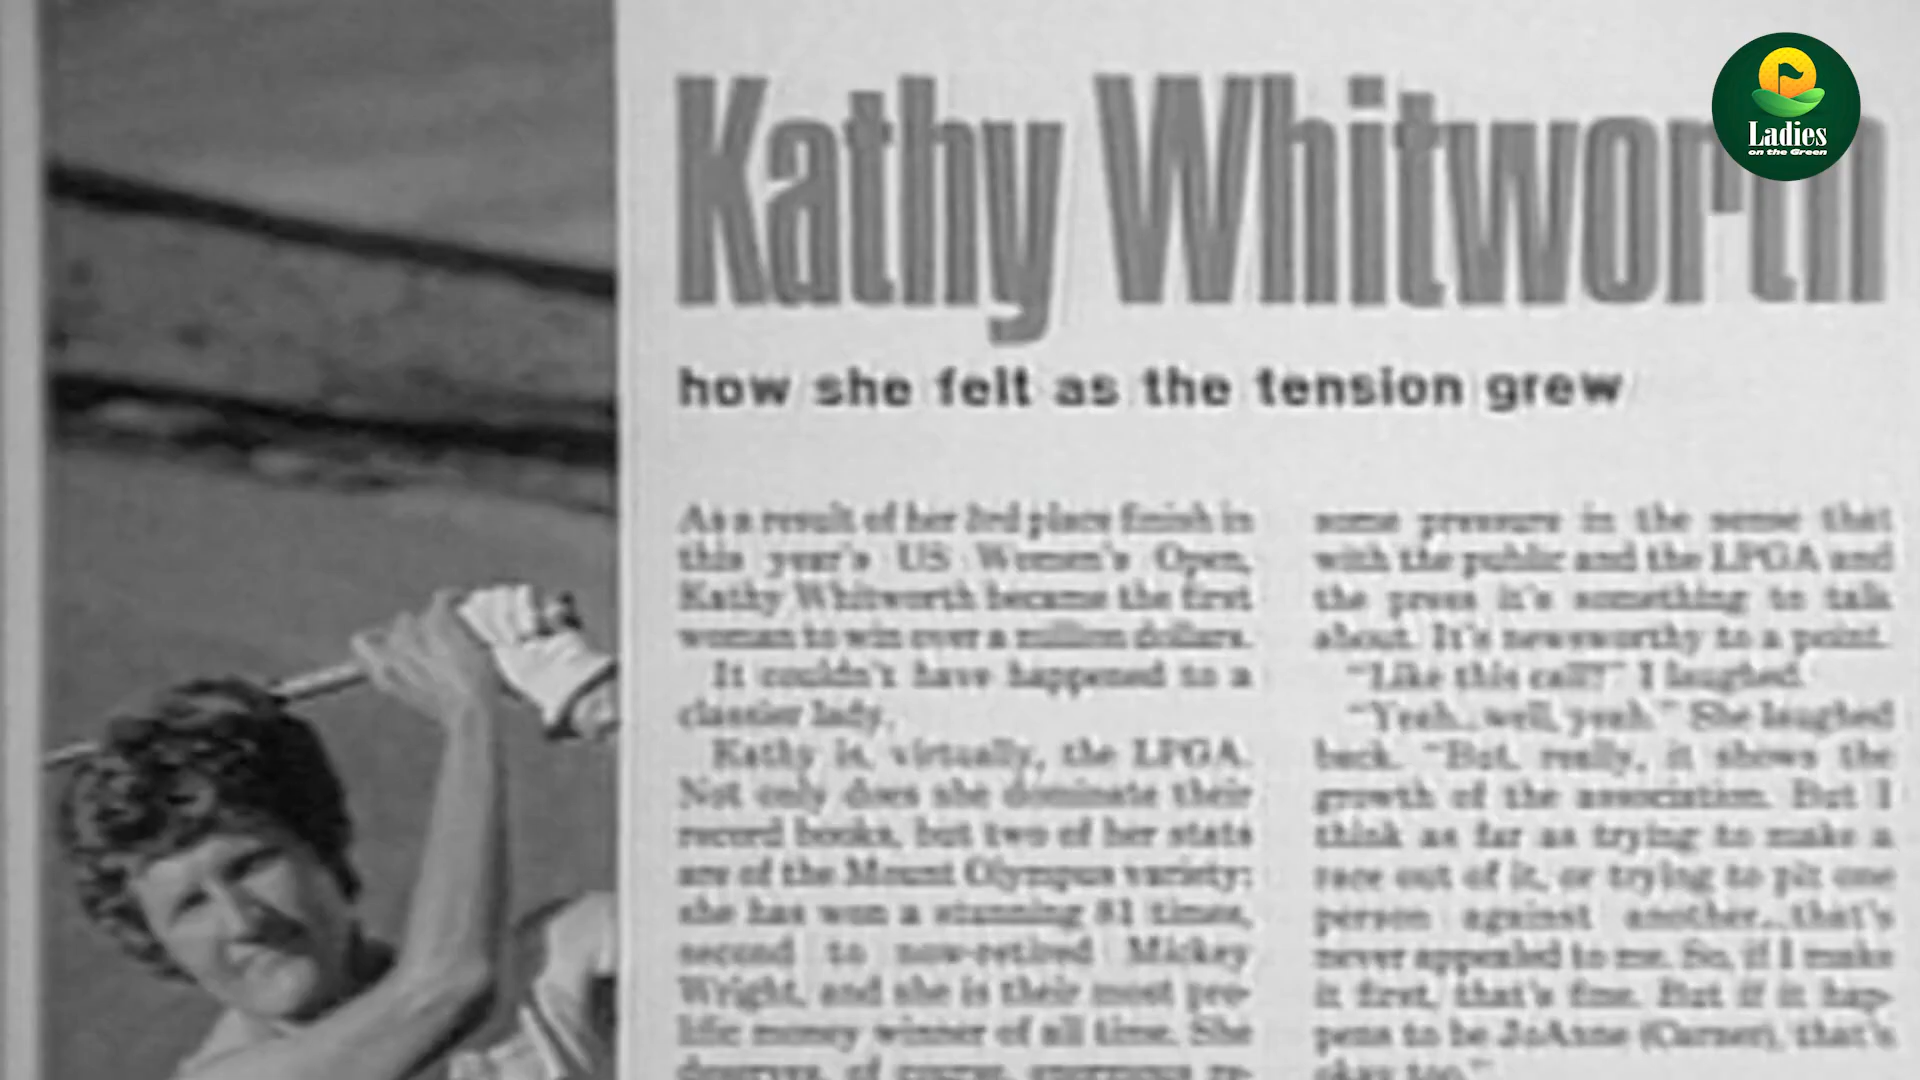 Kathy Whitworth
Ladies
on the Green
how she felt as the tension grew
As a result of her 3rd place finish in
this year's US Women's Open,
Kathy Whitworth became the first
woman to win over a million dollars.
It couldn't have happened to a
classier lady.
Kathy is, virtually, the LPGA.
Not only does she dominate their
record books, but two of her stats
are of the Mount Olympus variety:
she has won a stunning 81 times,
second to now-retired Mickey
Wright, and she is their most pro-
lific money winner of all time. She
deserves, of course, enormous re-
some pressure in the sense that
with the public and the LPGA and
the press it's something to talk
about. It's newsworthy to a point.
"Like this call?" I laughed.
"Yeah...well, yeah." She laughed
back. "But, really, it shows the
growth of the association. But I
think as far as trying to make a
race out of it, or trying to pit one
person against another...that's
never appealed to me. So, if I make
it first, that's fine. But if it hap-
pens to be JoAnne (Carner), that's
okay too."